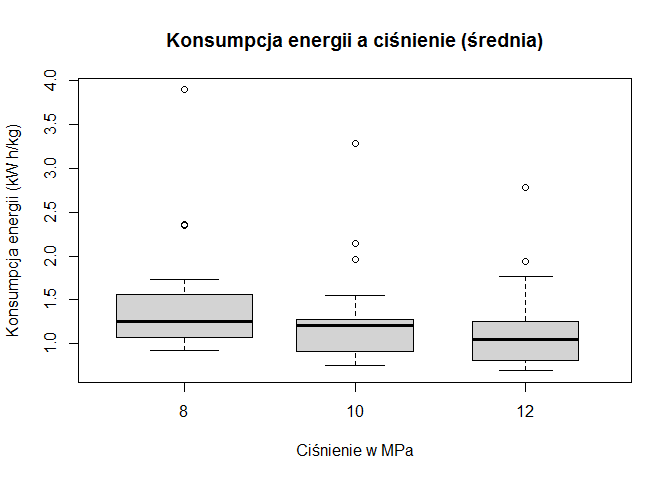 Konsumpcja energii a ciśnienie (średnia)
Konsumpcja energii (kW h/kg)
4.0
3.5
3.0
2.5
2.0
1.5
1.0
8 10 12
Ciśnienie w MPa